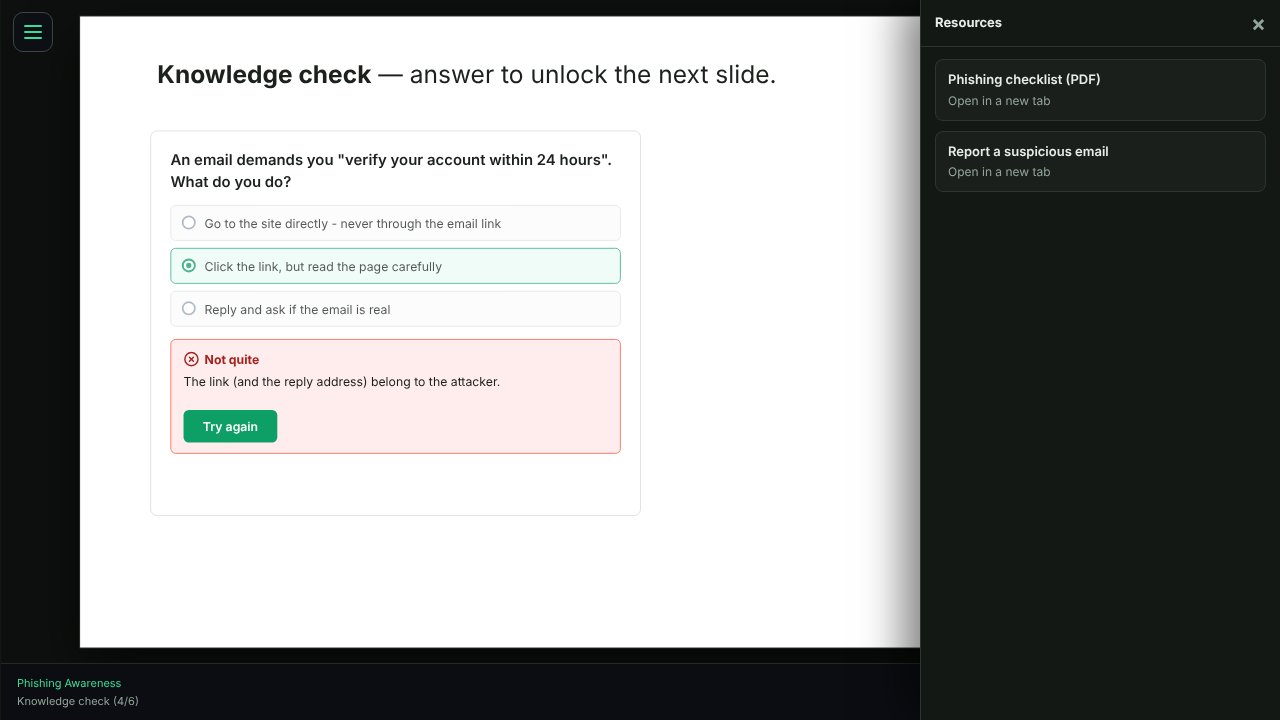 Knowledge check — answer to unlock the next slide.
An email demands you "verify your account within 24 hours".
What do you do?
Go to the site directly - never through the email link
Click the link, but read the page carefully
Reply and ask if the email is real
Not quite
The link (and the reply address) belong to the attacker.
Try again
Phishing Awareness
Knowledge check (4/6)
Resources
Phishing checklist (PDF)
Open in a new tab
Report a suspicious email
Open in a new tab